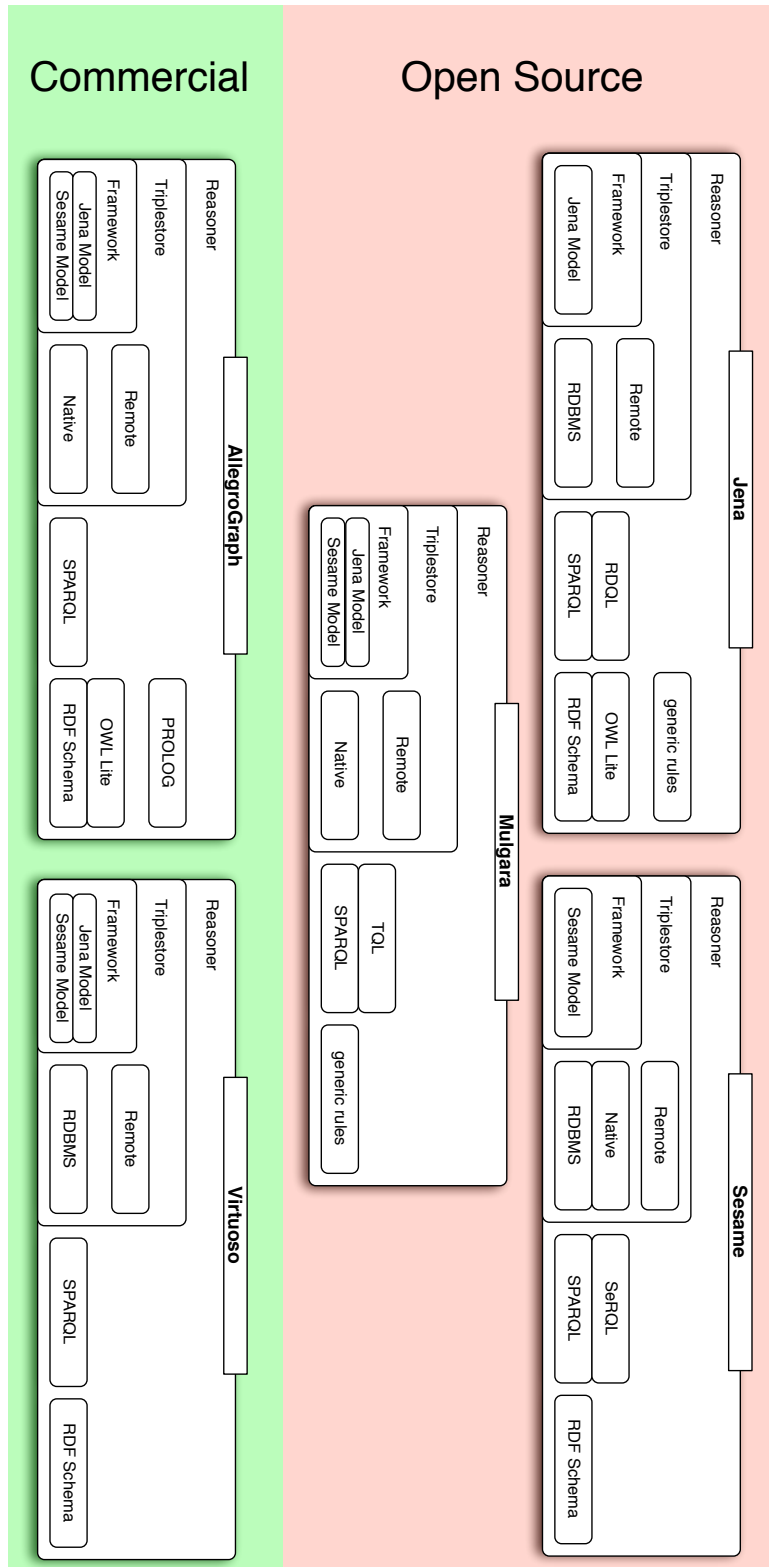 Commercial
Open Source
Jena
Reasoner
Triplestore
Framework
Jena Model
Remote
RDBMS
RDQL
SPARQL
generic rules
OWL Lite
RDF Schema
Sesame
Reasoner
Triplestore
Framework
Sesame Model
Remote
Native
RDBMS
SeRQL
SPARQL
RDF Schema
Mulgara
Reasoner
Triplestore
Framework
Jena Model
Sesame Model
Remote
Native
TQL
SPARQL
generic rules
AllegroGraph
Reasoner
Triplestore
Framework
Jena Model
Sesame Model
Remote
Native
SPARQL
PROLOG
OWL Lite
RDF Schema
Virtuoso
Reasoner
Triplestore
Framework
Jena Model
Sesame Model
Remote
RDBMS
SPARQL
RDF Schema